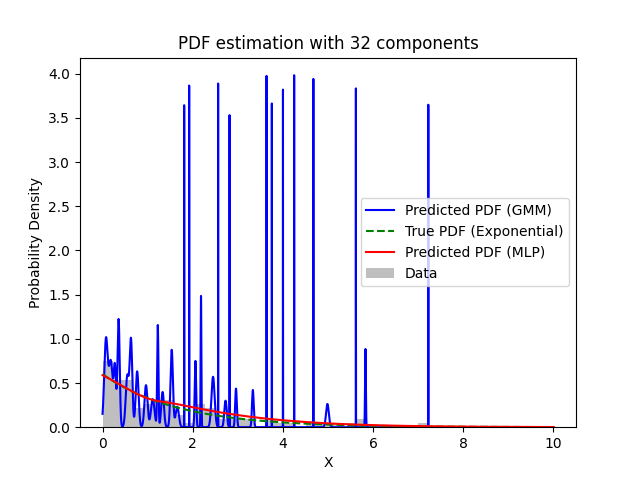 PDF estimation with 32 components
4.0
3.5
3.0
2.5
2.0
1.5
1.0
0.5
0.0
Probability Density
Predicted PDF (GMM)
True PDF (Exponential)
Predicted PDF (MLP)
Data
0 2 4 6 8 10
X